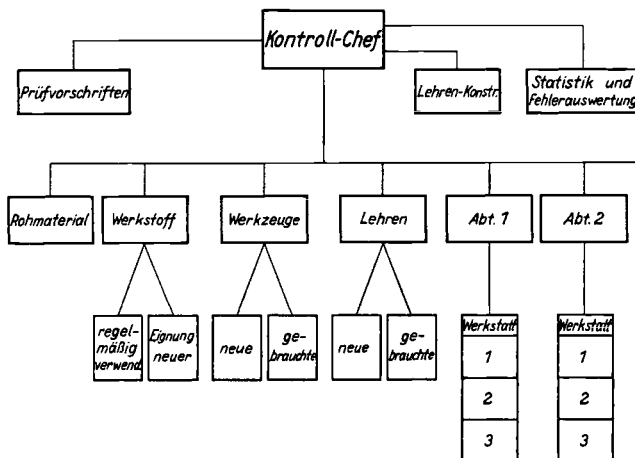 Kontroll-Chef
Prüfvorschriften
Lehren-Konstr.
Statistik und
Fehlerauswertung
Rohmaterial
Werkstoff
Werkzeuge
Lehren
Abt. 1
Abt. 2
regel-
mäßig
verwend.
Eignung
neuer
neue
ge-
brauchte
neue
ge-
brauchte
Werkstatt
1
2
3
Werkstatt
1
2
3